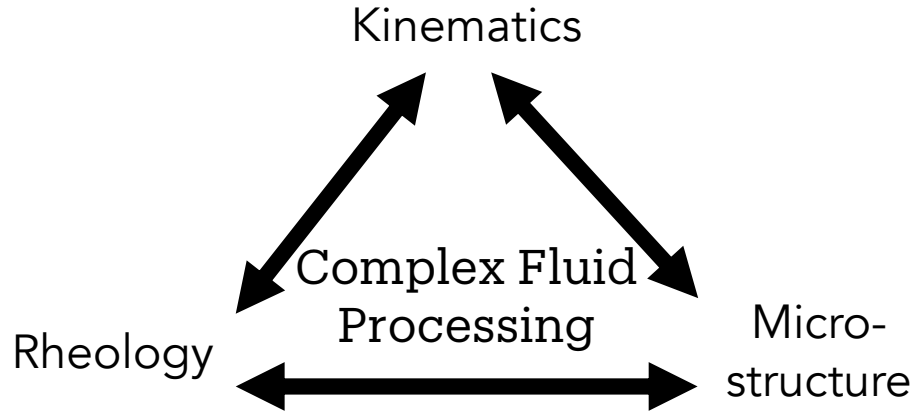 Kinematics
Complex Fluid
Processing
Rheology
Micro-
structure